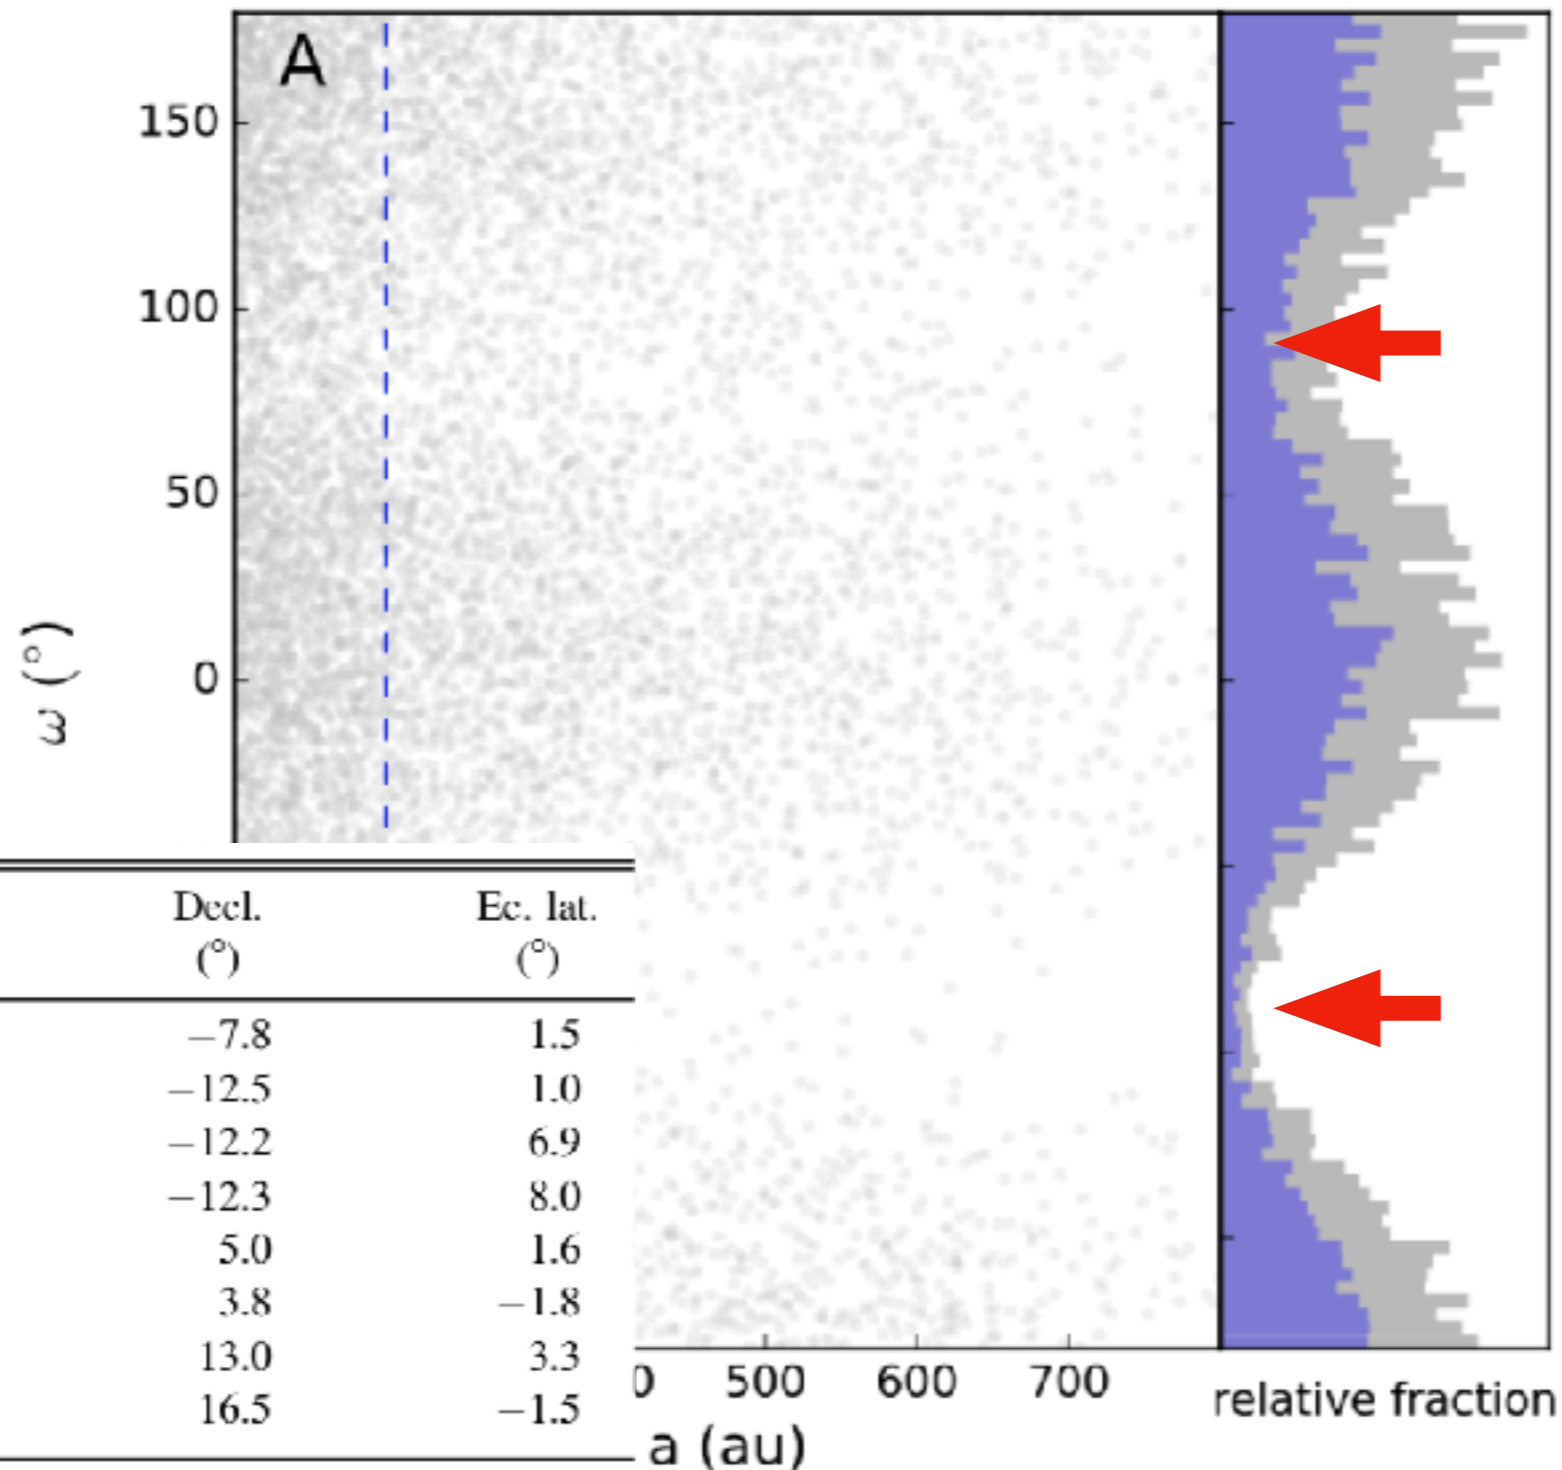 A
150
100
50
0
ω (°)
Decl. Ec. lat.
(°) (°)
−7.8 1.5
−12.5 1.0
−12.2 6.9
−12.3 8.0
5.0 1.6
3.8 −1.8
13.0 3.3
16.5 −1.5
0 500 600 700
a (au)
relative fraction